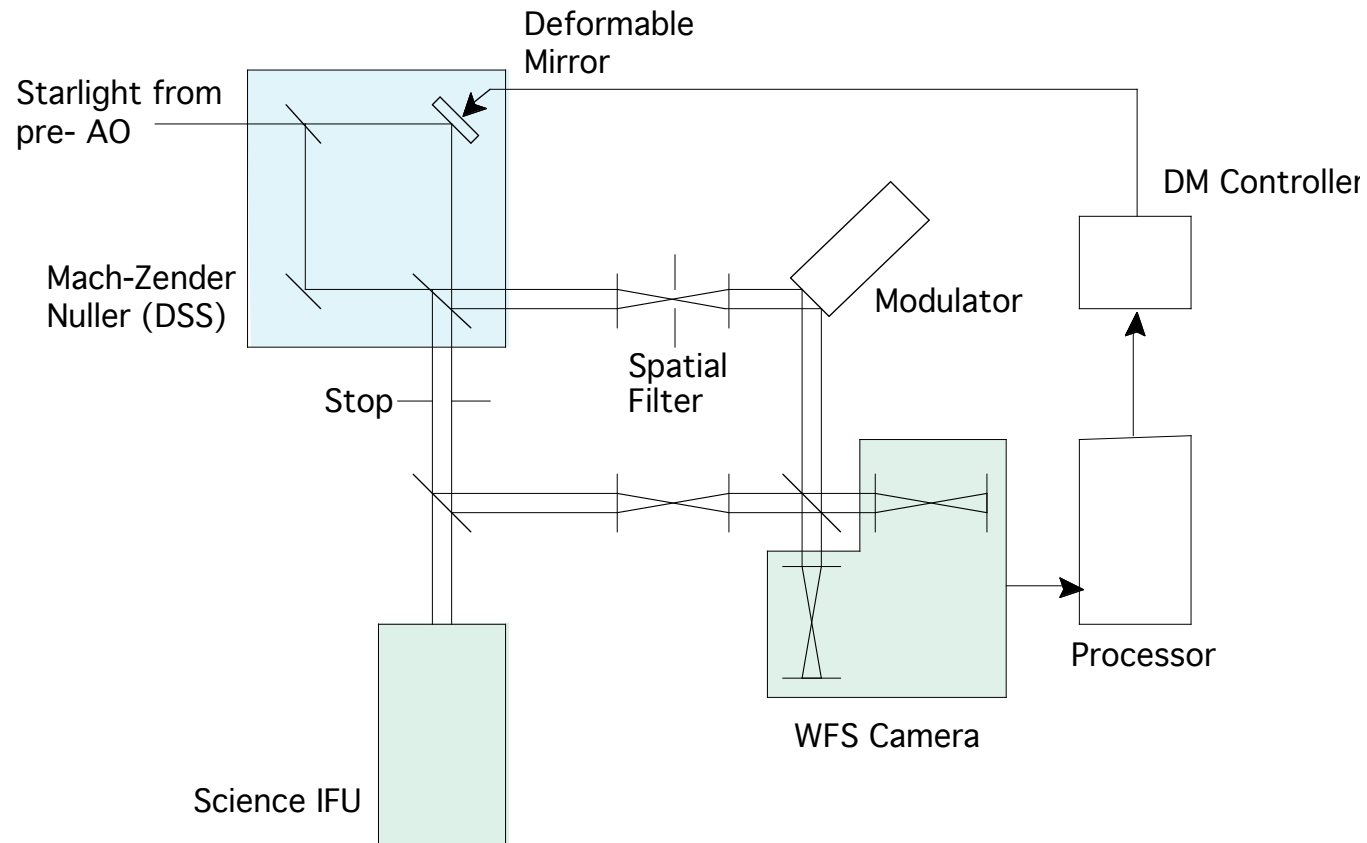 Deformable
Mirror
Starlight from
pre- AO
DM Controller
Mach-Zender
Nuller (DSS)
Modulator
Spatial
Filter
Stop
Processor
WFS Camera
Science IFU